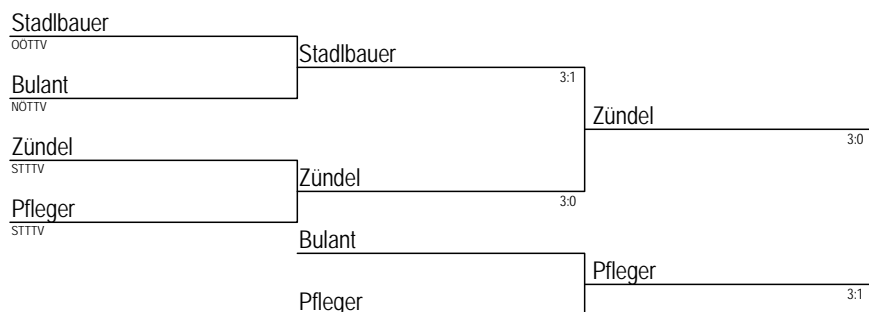 Stadlbauer
OÖTTV
Stadlbauer
3:1
Bulant
NÖTTV
Zündel
3:0
Zündel
STTTV
Zündel
3:0
Pfleger
STTTV
Bulant
Pfleger
3:1
Pfleger